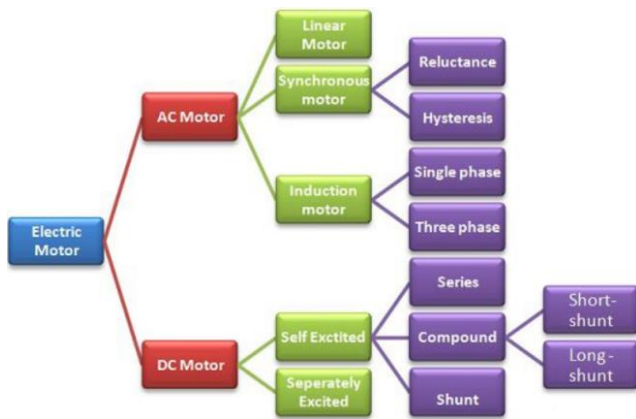 Electric
Motor
AC Motor
Linear
Motor
Synchronous
motor
Reluctance
Hysteresis
Induction
motor
Single phase
Three phase
DC Motor
Self Exctited
Series
Compound
Short-
shunt
Long-
shunt
Shunt
Seperately
Excited